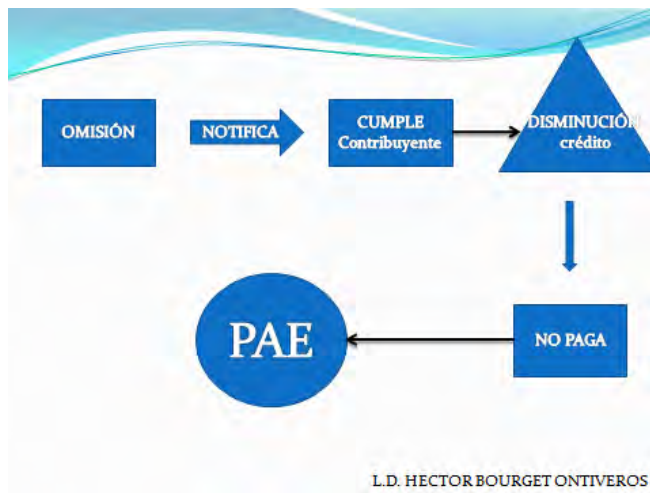 OMISIÓN
NOTIFICA
CUMPLE
Contribuyente
DISMINUCIÓN
crédito
NO PAGA
PAE
L.D. HECTOR BOURGET ONTIVEROS